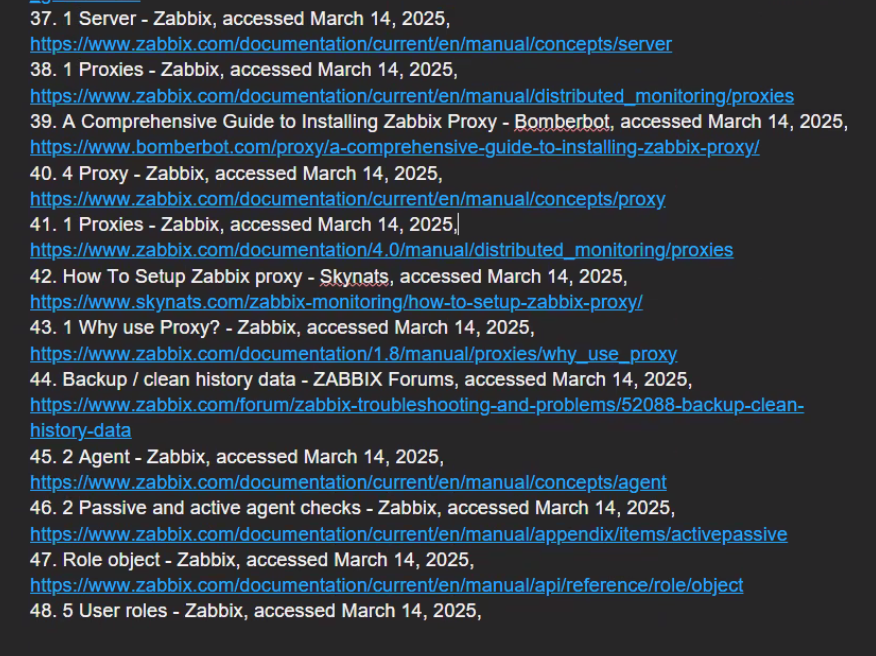 37. 1 Server - Zabbix, accessed March 14, 2025,
https://www.zabbix.com/documentation/current/en/manual/concepts/server
38. 1 Proxies - Zabbix, accessed March 14, 2025,
https://www.zabbix.com/documentation/current/en/manual/distributed_monitoring/proxies
39. A Comprehensive Guide to Installing Zabbix Proxy - Bomberbot, accessed March 14, 2025,
https://www.bomberbot.com/proxy/a-comprehensive-guide-to-installing-zabbix-proxy/
40. 4 Proxy - Zabbix, accessed March 14, 2025,
https://www.zabbix.com/documentation/current/en/manual/concepts/proxy
41. 1 Proxies - Zabbix, accessed March 14, 2025,
https://www.zabbix.com/documentation/4.0/manual/distributed_monitoring/proxies
42. How To Setup Zabbix proxy - Skynats, accessed March 14, 2025,
https://www.skynats.com/zabbix-monitoring/how-to-setup-zabbix-proxy/
43. 1 Why use Proxy? - Zabbix, accessed March 14, 2025,
https://www.zabbix.com/documentation/1.8/manual/proxies/why_use_proxy
44. Backup / clean history data - ZABBIX Forums, accessed March 14, 2025,
https://www.zabbix.com/forum/zabbix-troubleshooting-and-problems/52088-backup-clean-
history-data
45. 2 Agent - Zabbix, accessed March 14, 2025,
https://www.zabbix.com/documentation/current/en/manual/concepts/agent
46. 2 Passive and active agent checks - Zabbix, accessed March 14, 2025,
https://www.zabbix.com/documentation/current/en/manual/appendix/items/activepassive
47. Role object - Zabbix, accessed March 14, 2025,
https://www.zabbix.com/documentation/current/en/manual/api/reference/role/object
48. 5 User roles - Zabbix, accessed March 14, 2025,